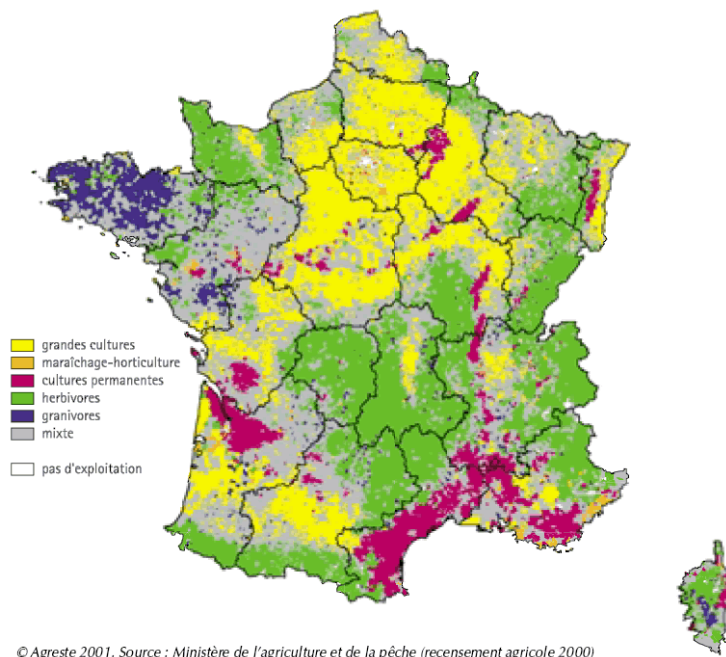 grandes cultures
maraîchage-horticulture
cultures permanentes
herbivores
granivores
mixte
pas d'exploitation
© Agreste 2001. Source : Ministère de l'agriculture et de la pêche (recensement agricole 2000)